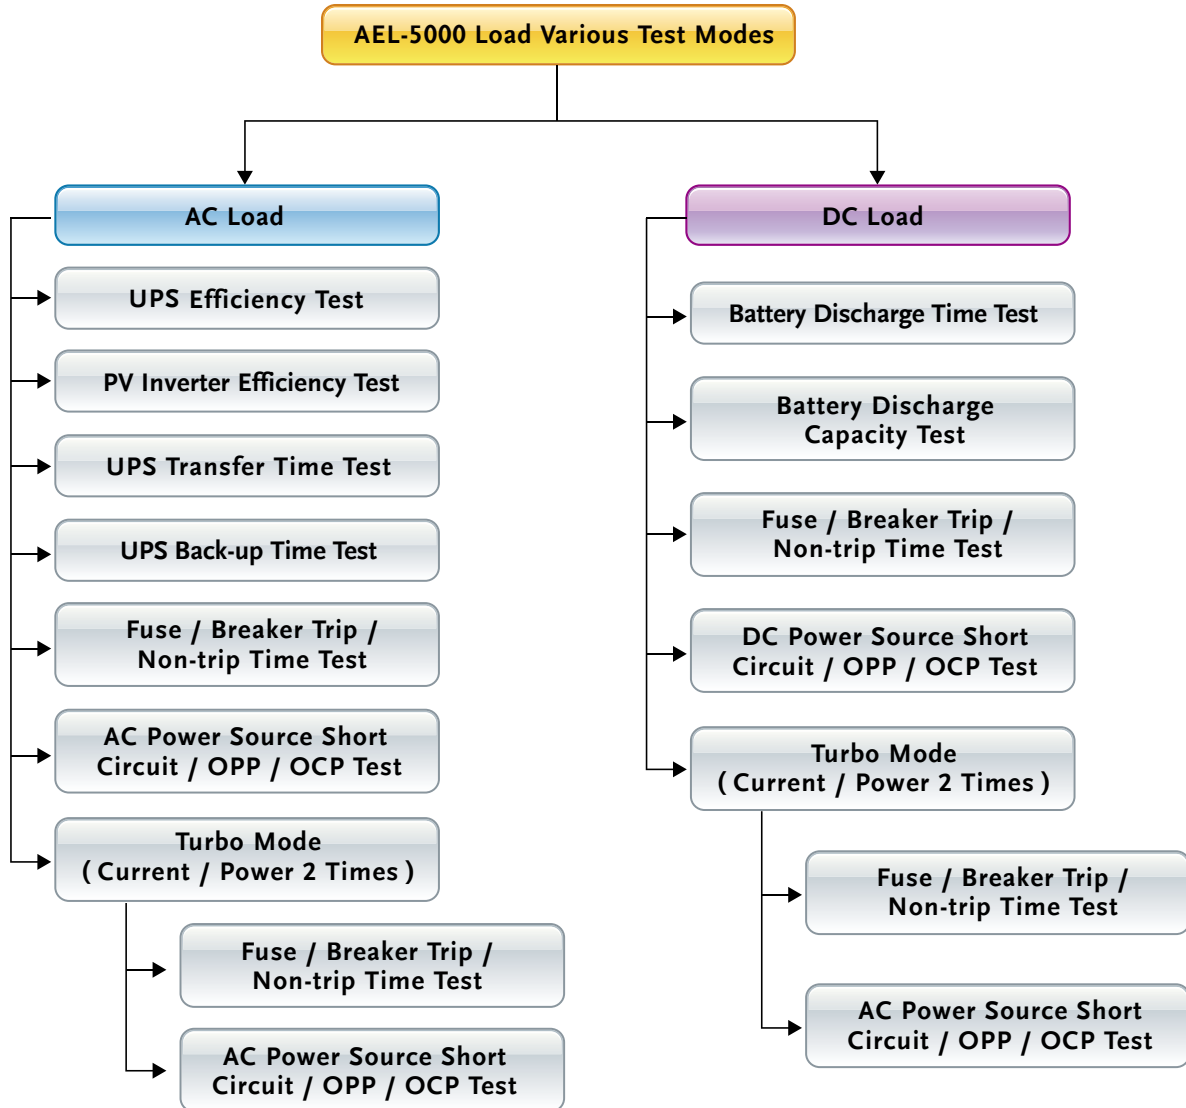 AEL-5000 Load Various Test Modes
AC Load
UPS Efficiency Test
PV Inverter Efficiency Test
UPS Transfer Time Test
UPS Back-up Time Test
Fuse / Breaker Trip /
Non-trip Time Test
AC Power Source Short
Circuit / OPP / OCP Test
Turbo Mode
( Current / Power 2 Times )
Fuse / Breaker Trip /
Non-trip Time Test
AC Power Source Short
Circuit / OPP / OCP Test
DC Load
Battery Discharge Time Test
Battery Discharge
Capacity Test
Fuse / Breaker Trip /
Non-trip Time Test
DC Power Source Short
Circuit / OPP / OCP Test
Turbo Mode
( Current / Power 2 Times )
Fuse / Breaker Trip /
Non-trip Time Test
AC Power Source Short
Circuit / OPP / OCP Test